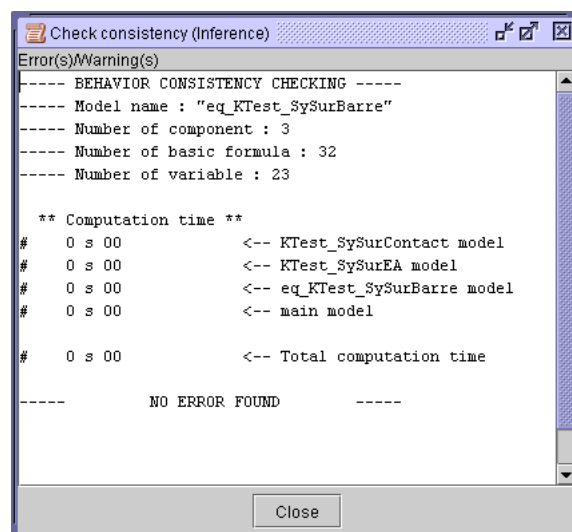 Check consistency (Inference)
Error(s)/Warning(s)
----- BEHAVIOR CONSISTENCY CHECKING -----
----- Model name : "eq_KTest_SySurBarre"
----- Number of component : 3
----- Number of basic formula : 32
----- Number of variable : 23
** Computation time **
# 0 s 00 <-- KTest_SySurContact model
# 0 s 00 <-- KTest_SySurEA model
# 0 s 00 <-- eq_KTest_SySurBarre model
# 0 s 00 <-- main model
# 0 s 00 <-- Total computation time
----- NO ERROR FOUND -----
Close